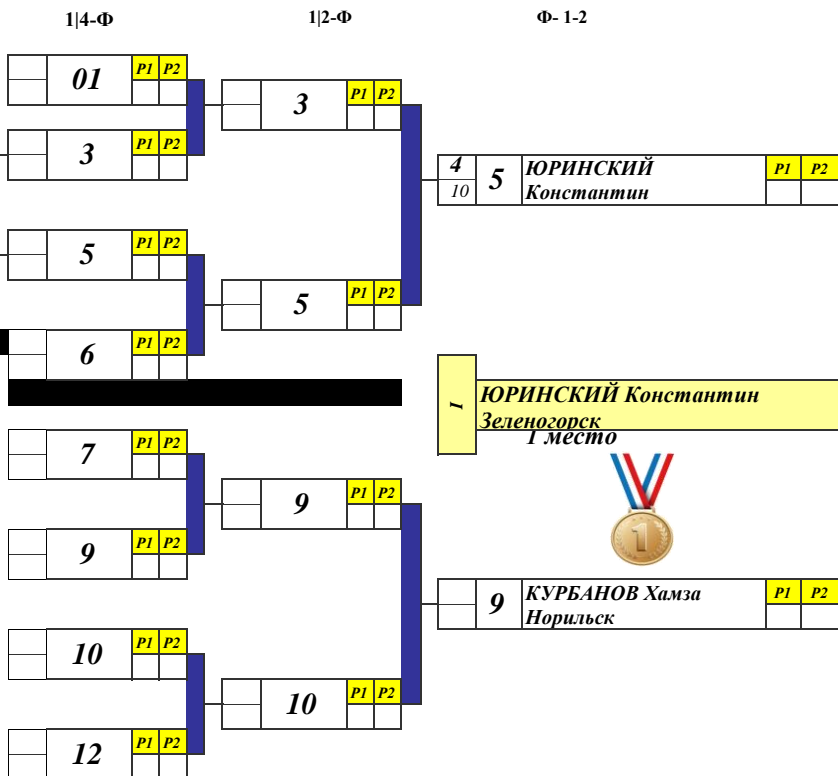 1|4-Ф 1|2-Ф Ф- 1-2
01 P1 P2
3 P1 P2
3 P1 P2
4 10 5 ЮРИНСКИЙ P1 P2
Константин
5 P1 P2
5 P1 P2
6 P1 P2
I ЮРИНСКИЙ Константин
Зеленогорск
1 место
7 P1 P2
9 P1 P2
1
9 P1 P2
9 КУРБАНОВ Хамза P1 P2
Норильск
10 P1 P2
10 P1 P2
12 P1 P2